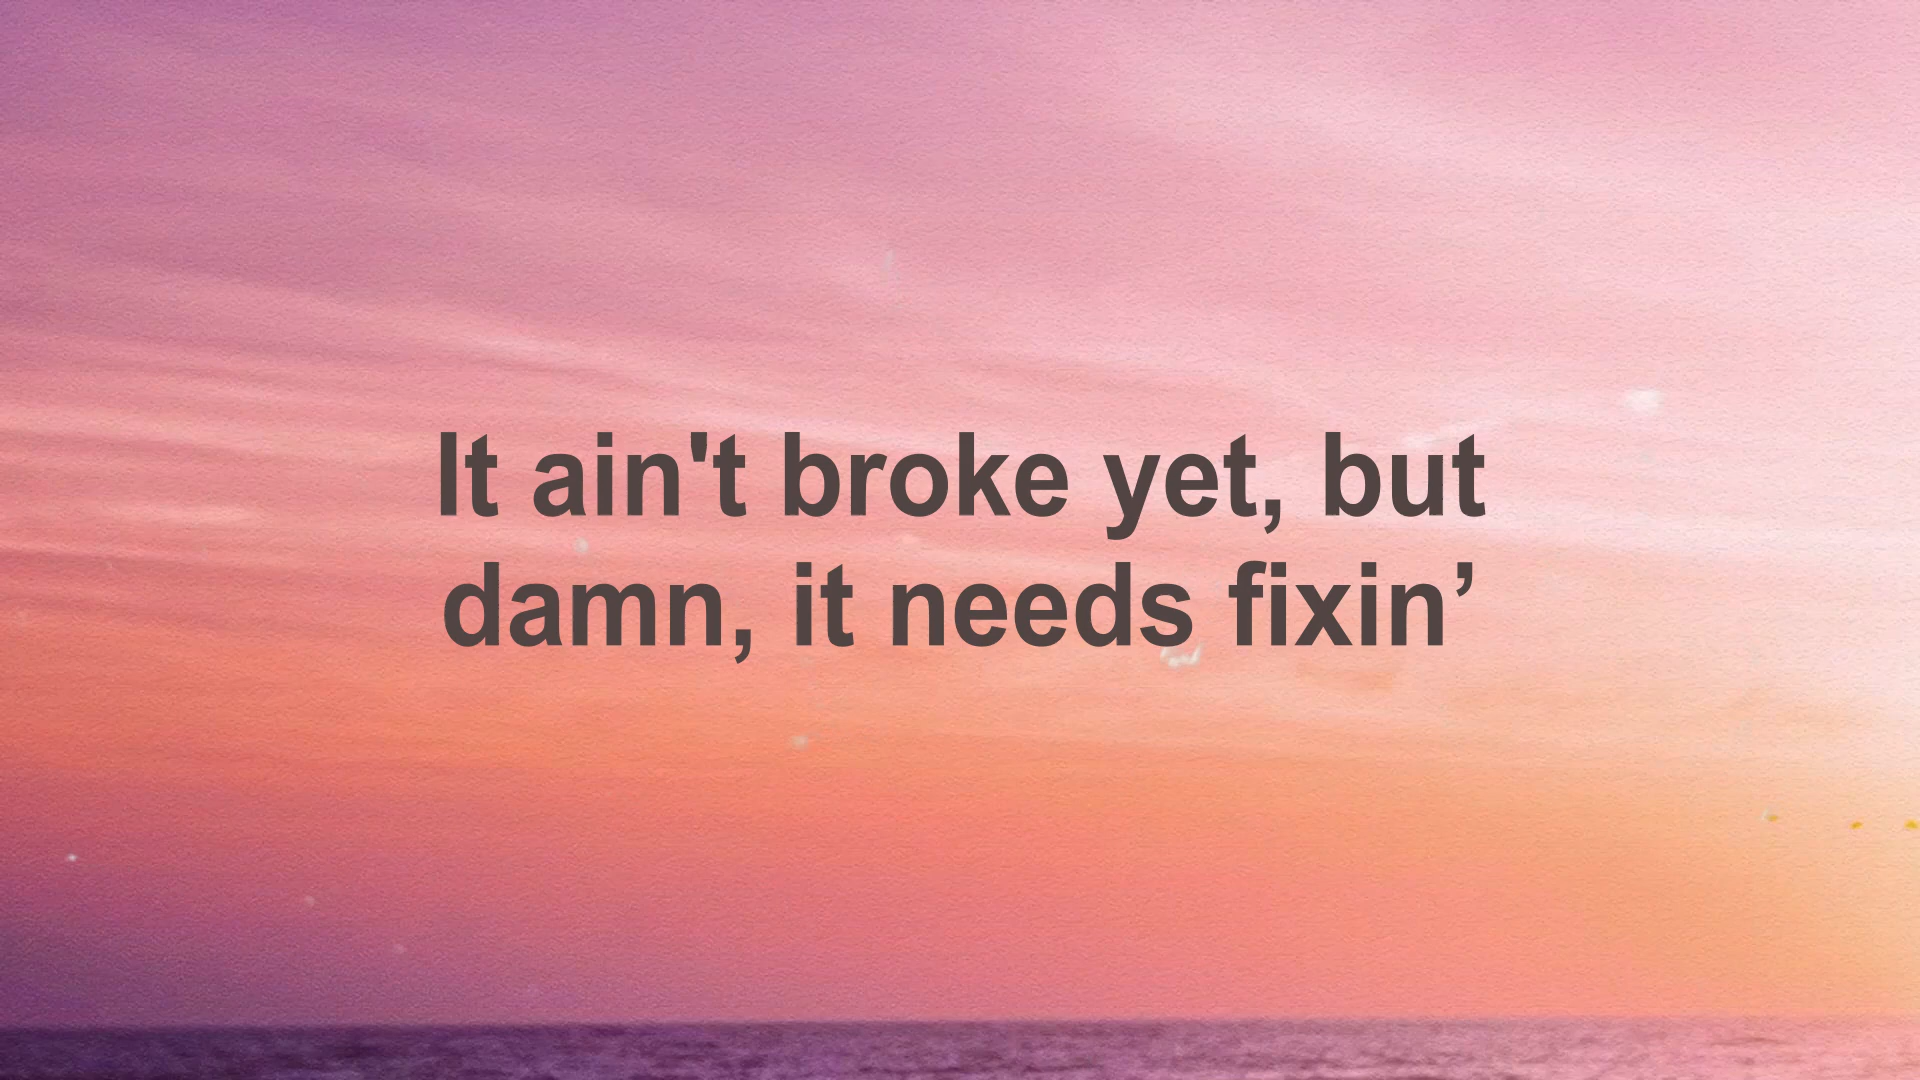 It ain't broke yet, but
damn, it needs fixin’